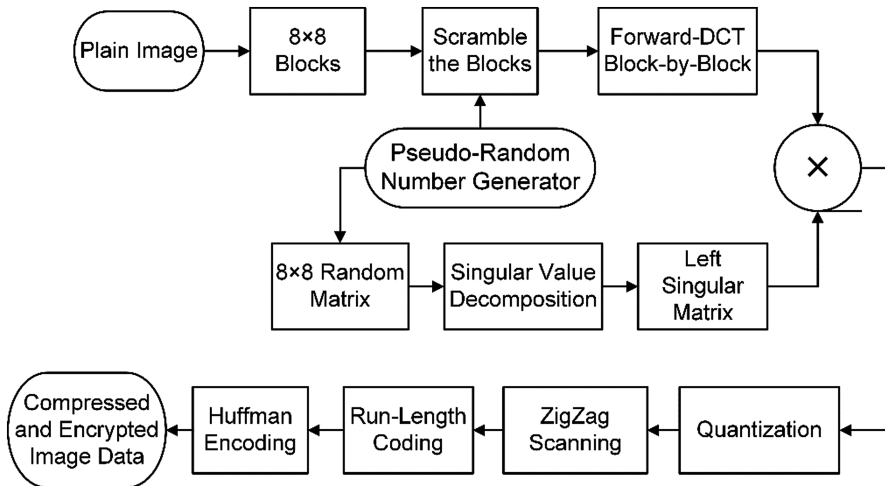 Plain Image
8×8
Blocks
Scramble
the Blocks
Forward-DCT
Block-by-Block
Pseudo-Random
Number Generator
×
8×8 Random
Matrix
Singular Value
Decomposition
Left
Singular
Matrix
Compressed
and Encrypted
Image Data
Huffman
Encoding
Run-Length
Coding
ZigZag
Scanning
Quantization